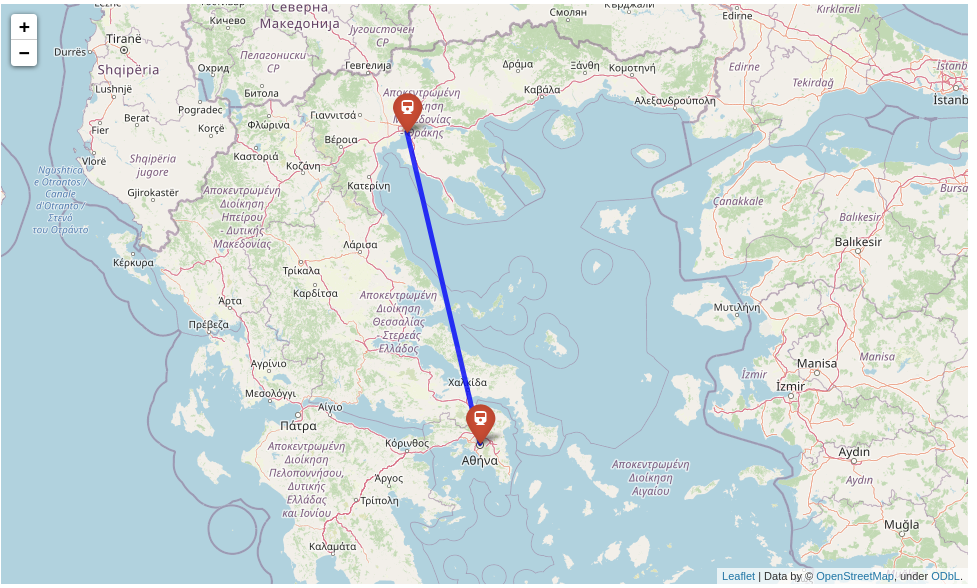 +
−
Северна
Македонија
Кичево
Југоисточен
СР
Смолян
Кърджали
Edirne
Kırklareli
Tiranë
Durrës
Shqipëria
Пелагониски
СР
Охрид
Гевгелија
Δράμα
Ξάνθη
Κομοτηνή
Edirne
Tekirdağ
İstanb
İstanb
Lushnjë
Битола
Αποκεντρωμένη
Καβάλα
Αλεξανδρούπολη
Pogradec
Berat
Fier
Korçë
Φλώρινα
Γιαννιτσά
Βέροια
Vlorë
Shqipëria
jugore
Καστοριά
Κοζάνη
Ngushtica
e Otrantos /
Canale
d'Otranto /
Στενό
του Οτράντο
Gjirokastër
Κατερίνη
Αποκεντρωμένη
Διοίκηση
Ηπείρου
- Δυτικής
Μακεδονίας
Çanakkale
Bursa
Balıkesir
Balıkesir
Κέρκυρα
Λάρισα
Τρίκαλα
Καρδίτσα
Άρτα
Πρέβεζα
Αποκεντρωμένη
Διοίκηση
Θεσσαλίας
- Στερεάς
Ελλάδος
Μυτιλήνη
Αγρίνιο
Manisa
Manisa
İzmir
İzmir
Χαλκίδα
Μεσολόγγι
Αίγιο
Πάτρα
Κόρινθος
Αθήνα
Αποκεντρωμένη
Διοίκηση
Πελοποννήσου,
Δυτικής
Ελλάδας
και Ιονίου
Άργος
Τρίπολη
Αποκεντρωμένη
Διοίκηση
Αιγαίου
Aydın
Aydın
Muğla
Καλαμάτα
Leaflet | Data by © OpenStreetMap, under ODbL.